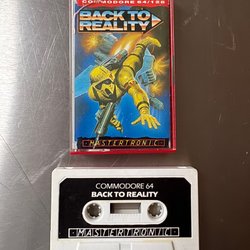 COMMODORE 64/128
BACK TO
REALITY
MASTERTRONIC
COMMODORE 64
BACK TO REALITY
MASTERTRONIC